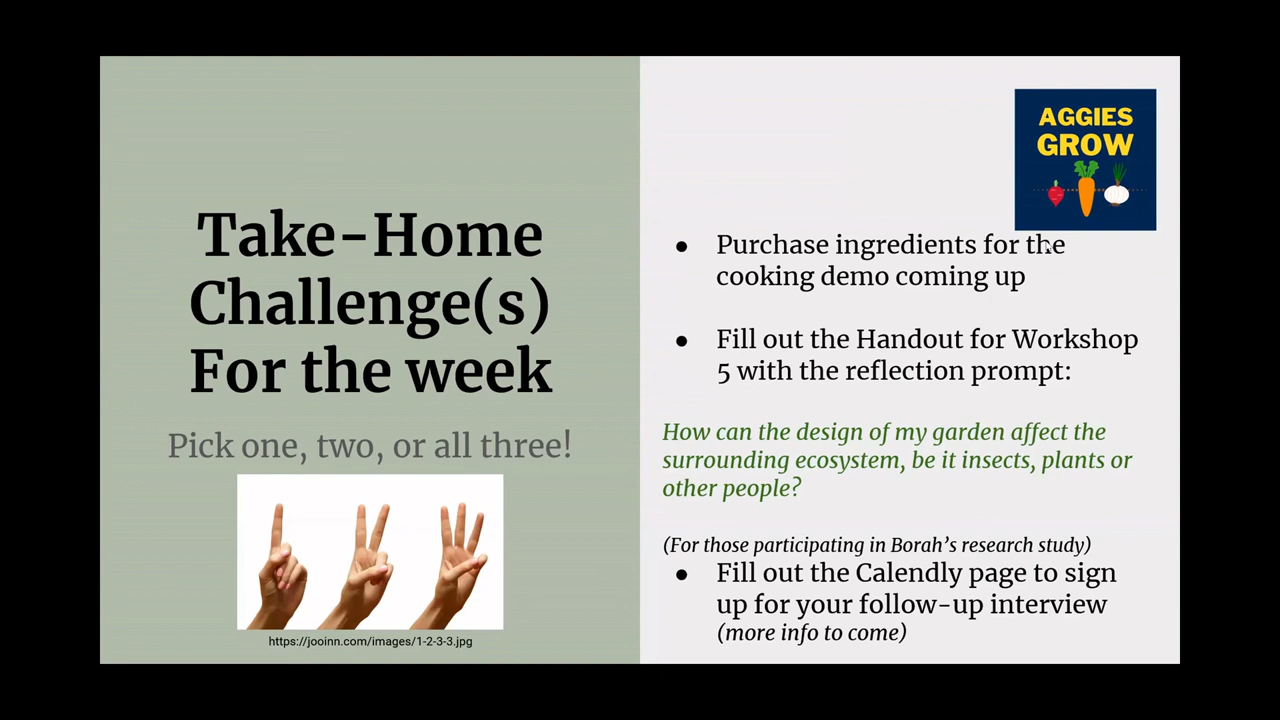 Take-Home
Challenge(s)
For the week
Pick one, two, or all three!
https://jooinn.com/images/1-2-3-3.jpg
AGGIES
GROW
● Purchase ingredients for the
cooking demo coming up
● Fill out the Handout for Workshop
5 with the reflection prompt:
How can the design of my garden affect the
surrounding ecosystem, be it insects, plants or
other people?
(For those participating in Borah’s research study)
● Fill out the Calendly page to sign
up for your follow-up interview
(more info to come)